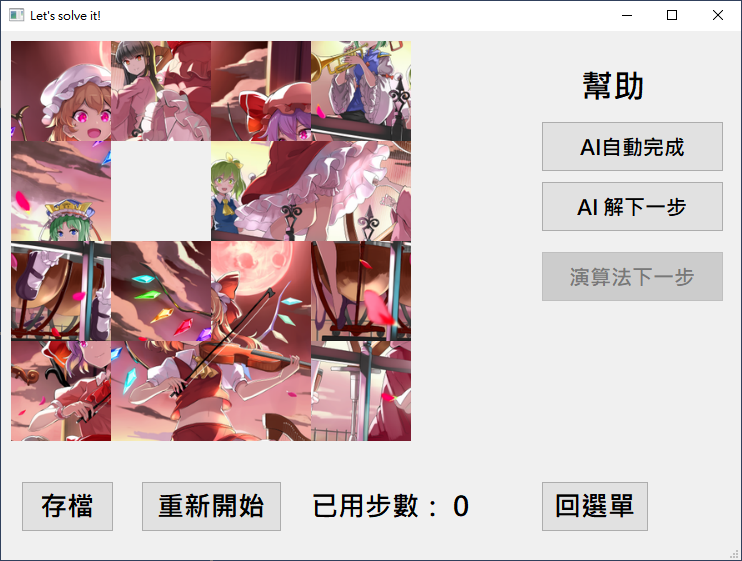 Let's solve it!
幫助
AI自動完成
AI 解下一步
演算法下一步
存檔
重新開始
已用步數： 0
回選單